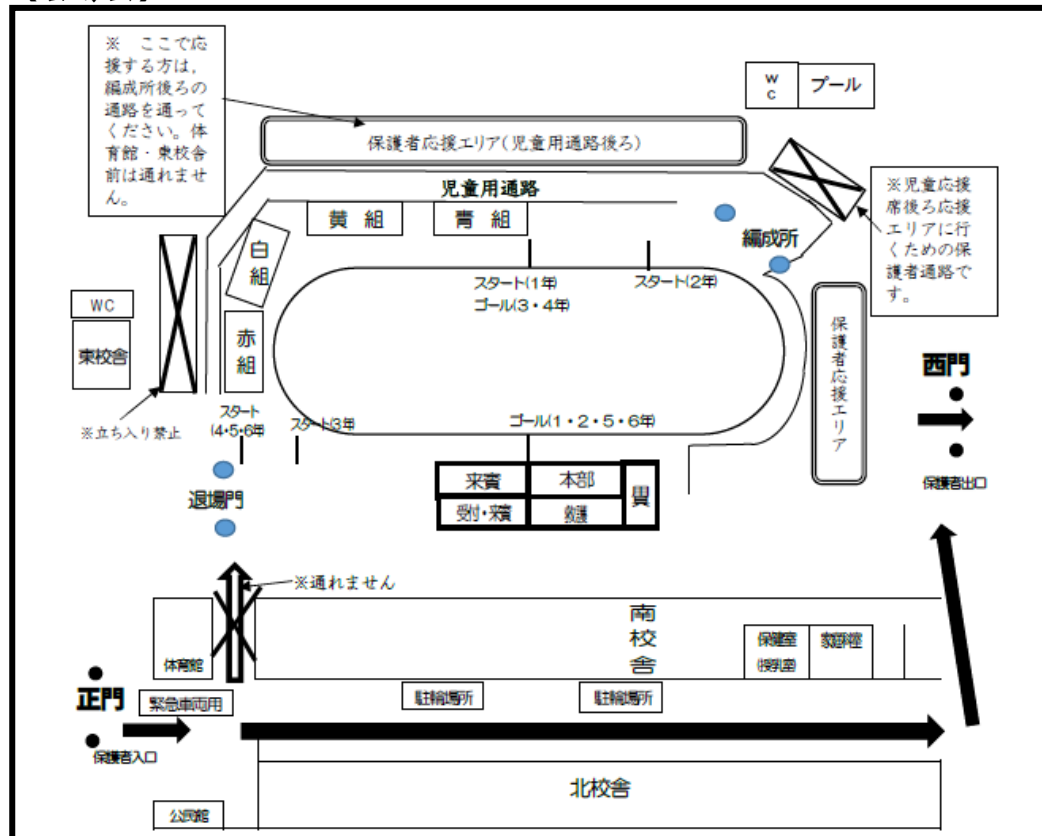 ※ ここで応
援する方は，
編成所後ろの
通路を通って
ください。体
育館・東校舎
前は通れませ
ん。
WC
プール
保護者応援エリア(児童用通路後ろ)
児童用通路
※児童応援
席後ろ応援
エリアに行
くための保
護者通路で
す。
黄 組
青 組
編成所
白組
スタート(1年)
ゴール(3・4年)
スタート(2年)
WC
東校舎
赤組
保護者応援エリア
西門
※立ち入り禁止
スタート
(4・5・6年
スタート(3年)
ゴール(1・2・5・6年)
保護者出口
来賓
本部
受付・来賓
救護
退場門
※通れません
南校舎
体育館
保健室
(授乳室)
家庭科室
正門
緊急車両用
駐輪場所
駐輪場所
保護者入口
北校舎
公民館